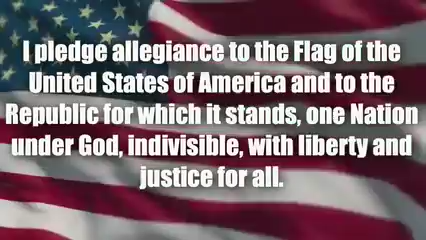 I pledge allegiance to the Flag of the
United States of America and to the
Republic for which it stands, one Nation
under God, indivisible, with liberty and
justice for all.